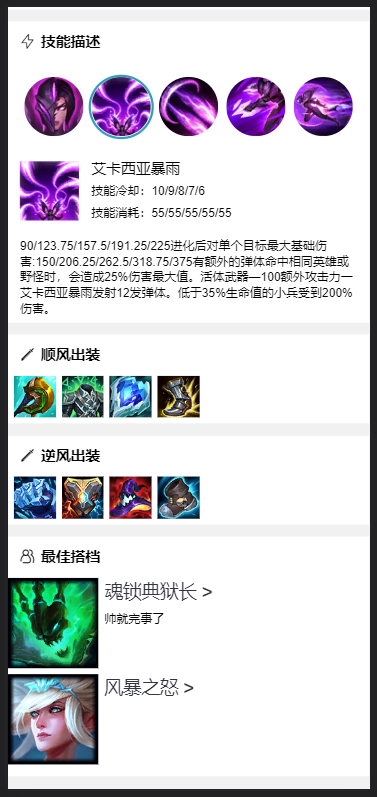 技能描述
艾卡西亚暴雨
技能冷却：10/9/8/7/6
技能消耗：55/55/55/55/55
90/123.75/157.5/191.25/225进化后对单个目标最大基础伤
害:150/206.25/262.5/318.75/375有额外的弹体命中相同英雄或
野怪时，会造成25%伤害最大值。活体武器—100额外攻击力一
艾卡西亚暴雨发射12发弹体。低于35%生命值的小兵受到200%
伤害。
顺风出装
逆风出装
最佳搭档
魂锁典狱长 >
帅就完事了
风暴之怒 >